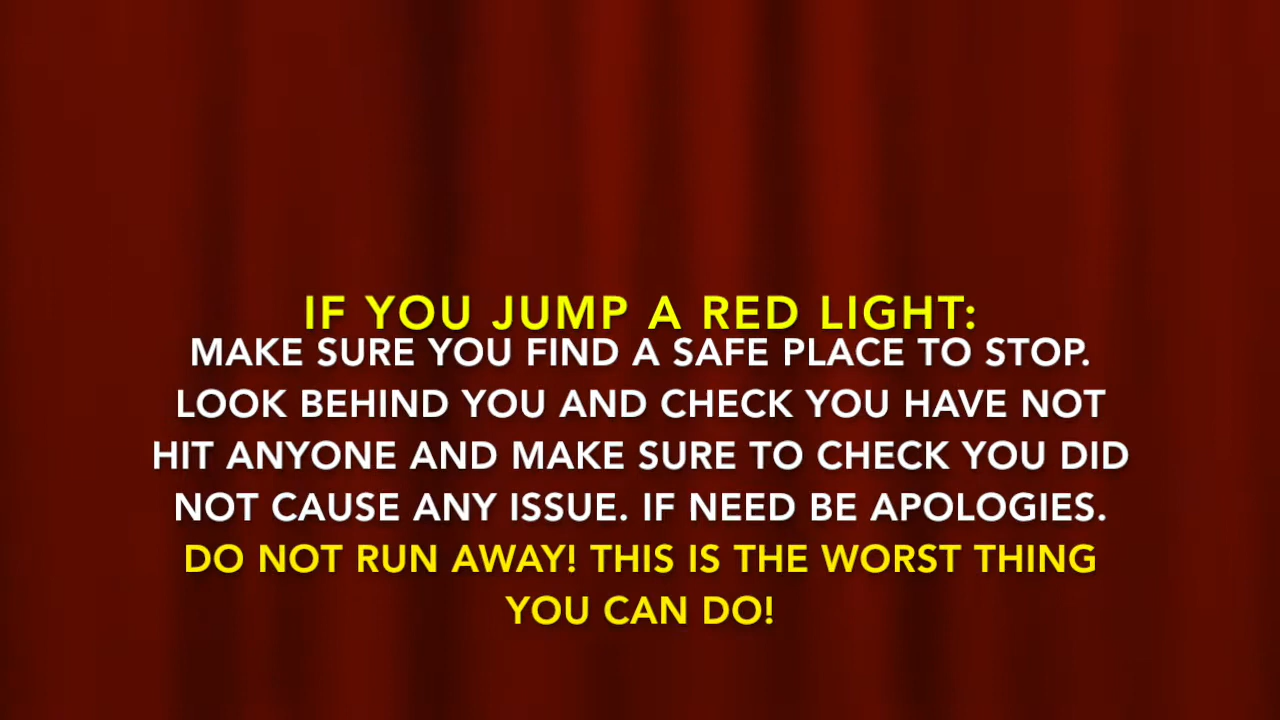 IF YOU JUMP A RED LIGHT:
MAKE SURE YOU FIND A SAFE PLACE TO STOP.
LOOK BEHIND YOU AND CHECK YOU HAVE NOT
HIT ANYONE AND MAKE SURE TO CHECK YOU DID
NOT CAUSE ANY ISSUE. IF NEED BE APOLOGIES.
DO NOT RUN AWAY! THIS IS THE WORST THING
YOU CAN DO!